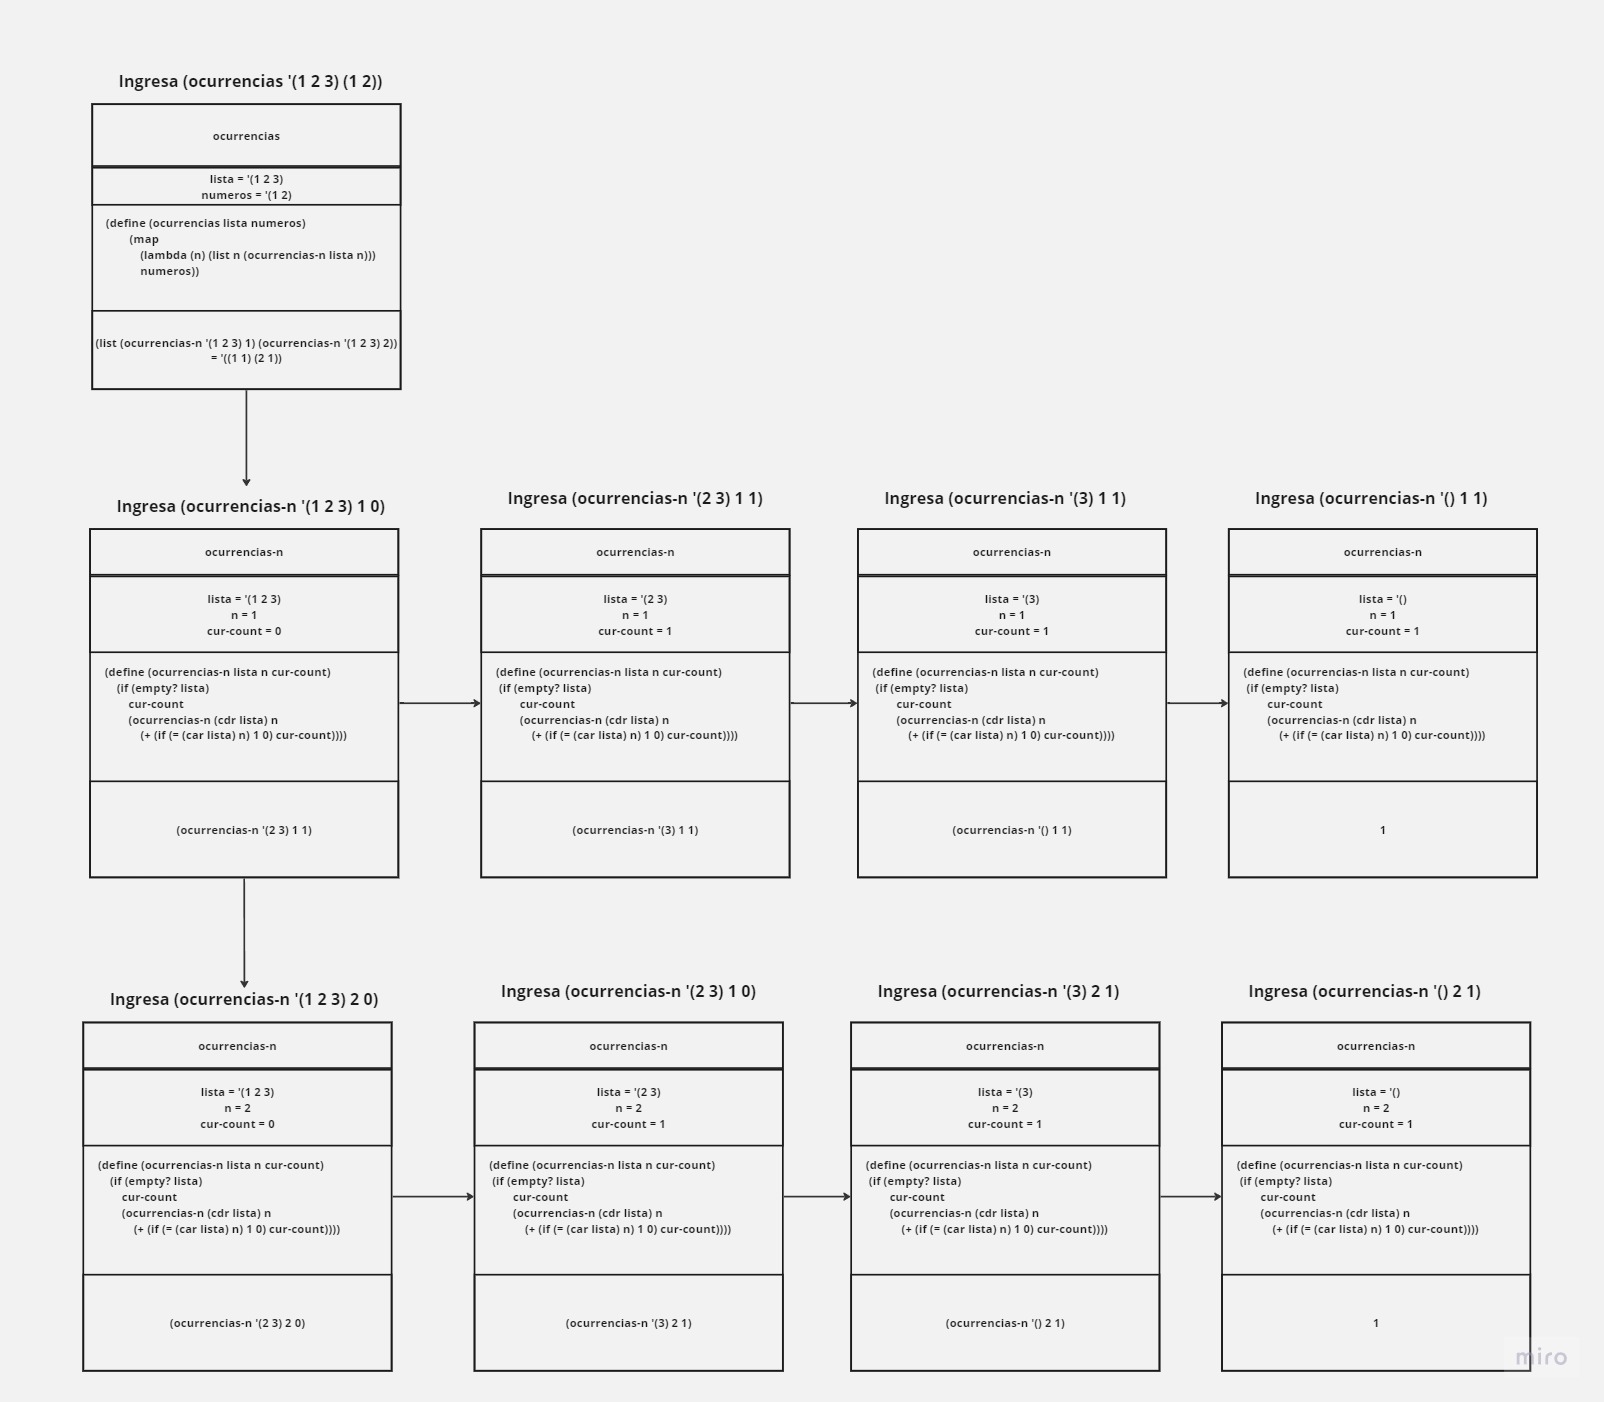 Ingresa (ocurrencias '(1 2 3) (1 2))
ocurrencias
lista = '(1 2 3)
numeros = '(1 2)
(define (ocurrencias lista numeros)
(map
(lambda (n) (list n (ocurrencias-n lista n)))
numeros))
(list (ocurrencias-n '(1 2 3) 1) (ocurrencias-n '(1 2 3) 2))
= '((1 1) (2 1))
Ingresa (ocurrencias-n '(1 2 3) 1 0)
ocurrencias-n
lista = '(1 2 3)
n = 1
cur-count = 0
(define (ocurrencias-n lista n cur-count)
(if (empty? lista)
cur-count
(ocurrencias-n (cdr lista) n
(+ (if (= (car lista) n) 1 0) cur-count))))
(ocurrencias-n '(2 3) 1 1)
Ingresa (ocurrencias-n '(2 3) 1 1)
ocurrencias-n
lista = '(2 3)
n = 1
cur-count = 1
(define (ocurrencias-n lista n cur-count)
(if (empty? lista)
cur-count
(ocurrencias-n (cdr lista) n
(+ (if (= (car lista) n) 1 0) cur-count))))
(ocurrencias-n '(3) 1 1)
Ingresa (ocurrencias-n '(3) 1 1)
ocurrencias-n
lista = '(3)
n = 1
cur-count = 1
(define (ocurrencias-n lista n cur-count)
(if (empty? lista)
cur-count
(ocurrencias-n (cdr lista) n
(+ (if (= (car lista) n) 1 0) cur-count))))
(ocurrencias-n '() 1 1)
Ingresa (ocurrencias-n '() 1 1)
ocurrencias-n
lista = '()
n = 1
cur-count = 1
(define (ocurrencias-n lista n cur-count)
(if (empty? lista)
cur-count
(ocurrencias-n (cdr lista) n
(+ (if (= (car lista) n) 1 0) cur-count))))
1
Ingresa (ocurrencias-n '(1 2 3) 2 0)
ocurrencias-n
lista = '(1 2 3)
n = 2
cur-count = 0
(define (ocurrencias-n lista n cur-count)
(if (empty? lista)
cur-count
(ocurrencias-n (cdr lista) n
(+ (if (= (car lista) n) 1 0) cur-count))))
(ocurrencias-n '(2 3) 2 0)
Ingresa (ocurrencias-n '(2 3) 1 0)
ocurrencias-n
lista = '(2 3)
n = 2
cur-count = 1
(define (ocurrencias-n lista n cur-count)
(if (empty? lista)
cur-count
(ocurrencias-n (cdr lista) n
(+ (if (= (car lista) n) 1 0) cur-count))))
(ocurrencias-n '(3) 2 1)
Ingresa (ocurrencias-n '(3) 2 1)
ocurrencias-n
lista = '(3)
n = 2
cur-count = 1
(define (ocurrencias-n lista n cur-count)
(if (empty? lista)
cur-count
(ocurrencias-n (cdr lista) n
(+ (if (= (car lista) n) 1 0) cur-count))))
(ocurrencias-n '() 2 1)
Ingresa (ocurrencias-n '() 2 1)
ocurrencias-n
lista = '()
n = 2
cur-count = 1
(define (ocurrencias-n lista n cur-count)
(if (empty? lista)
cur-count
(ocurrencias-n (cdr lista) n
(+ (if (= (car lista) n) 1 0) cur-count))))
1
miro